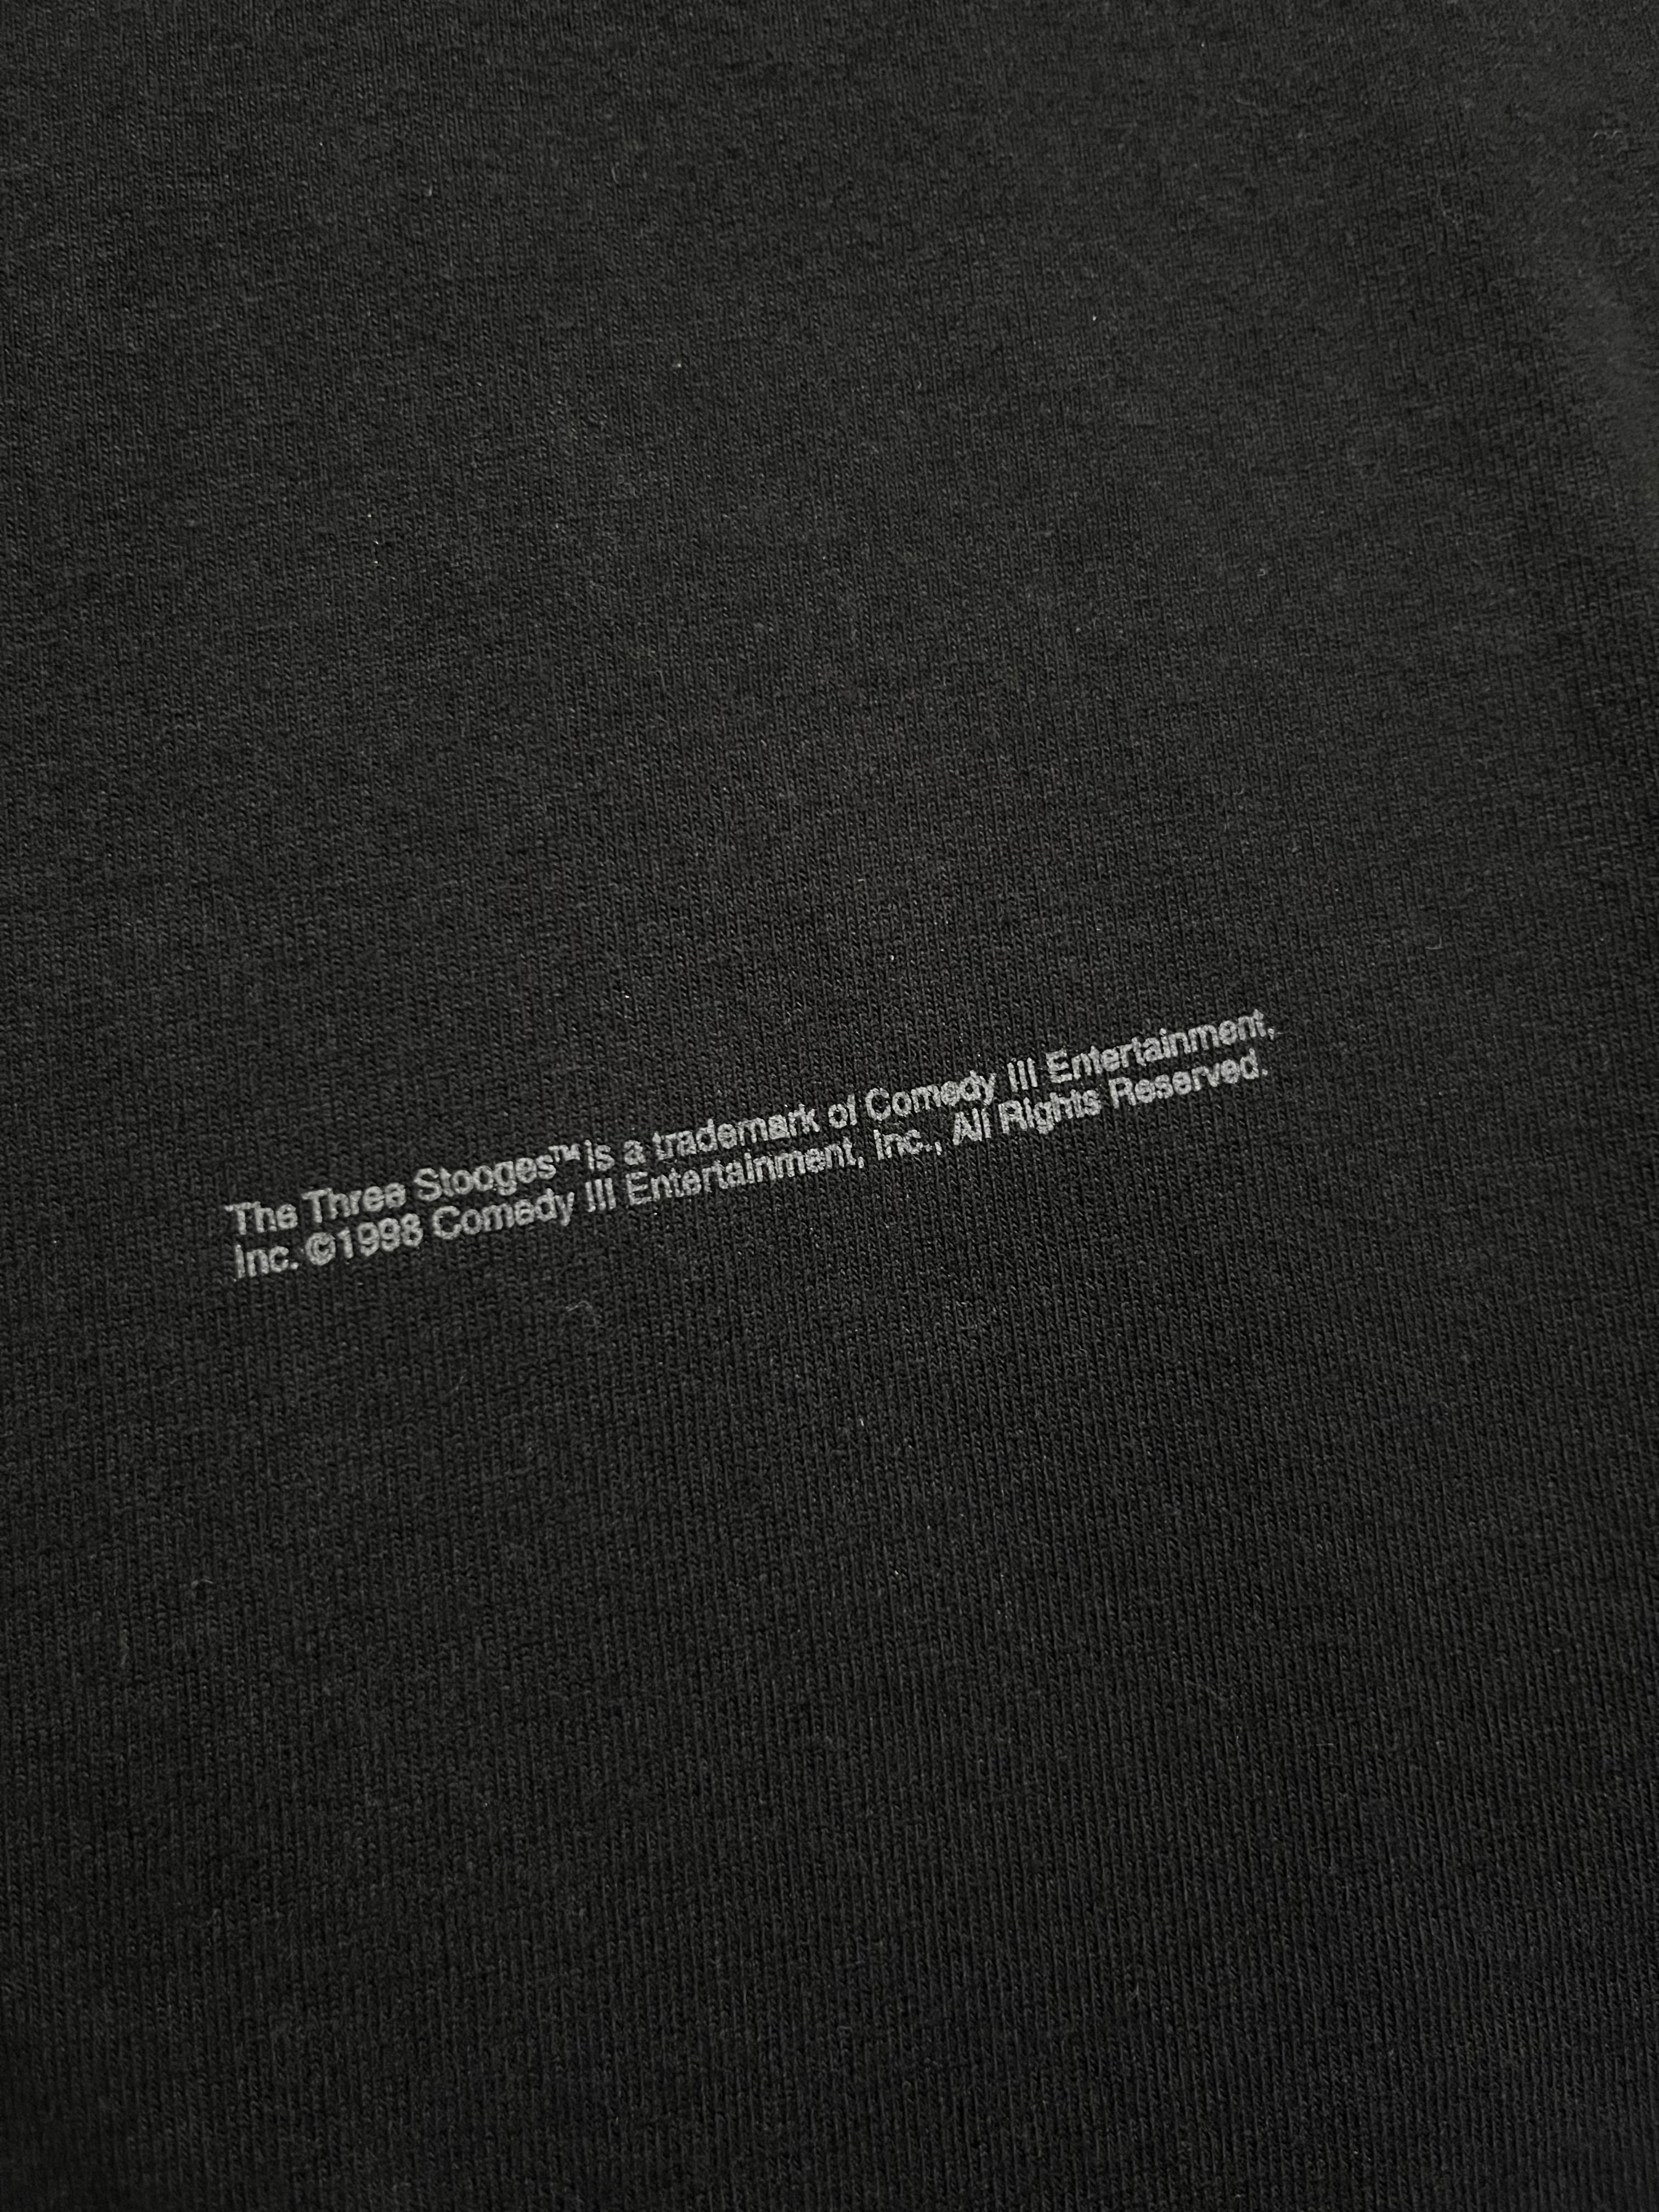 The Three Stooges™ is a trademark of Comedy III Entertainment,
Inc. ©1998 Comedy III Entertainment, Inc., All Rights Reserved.